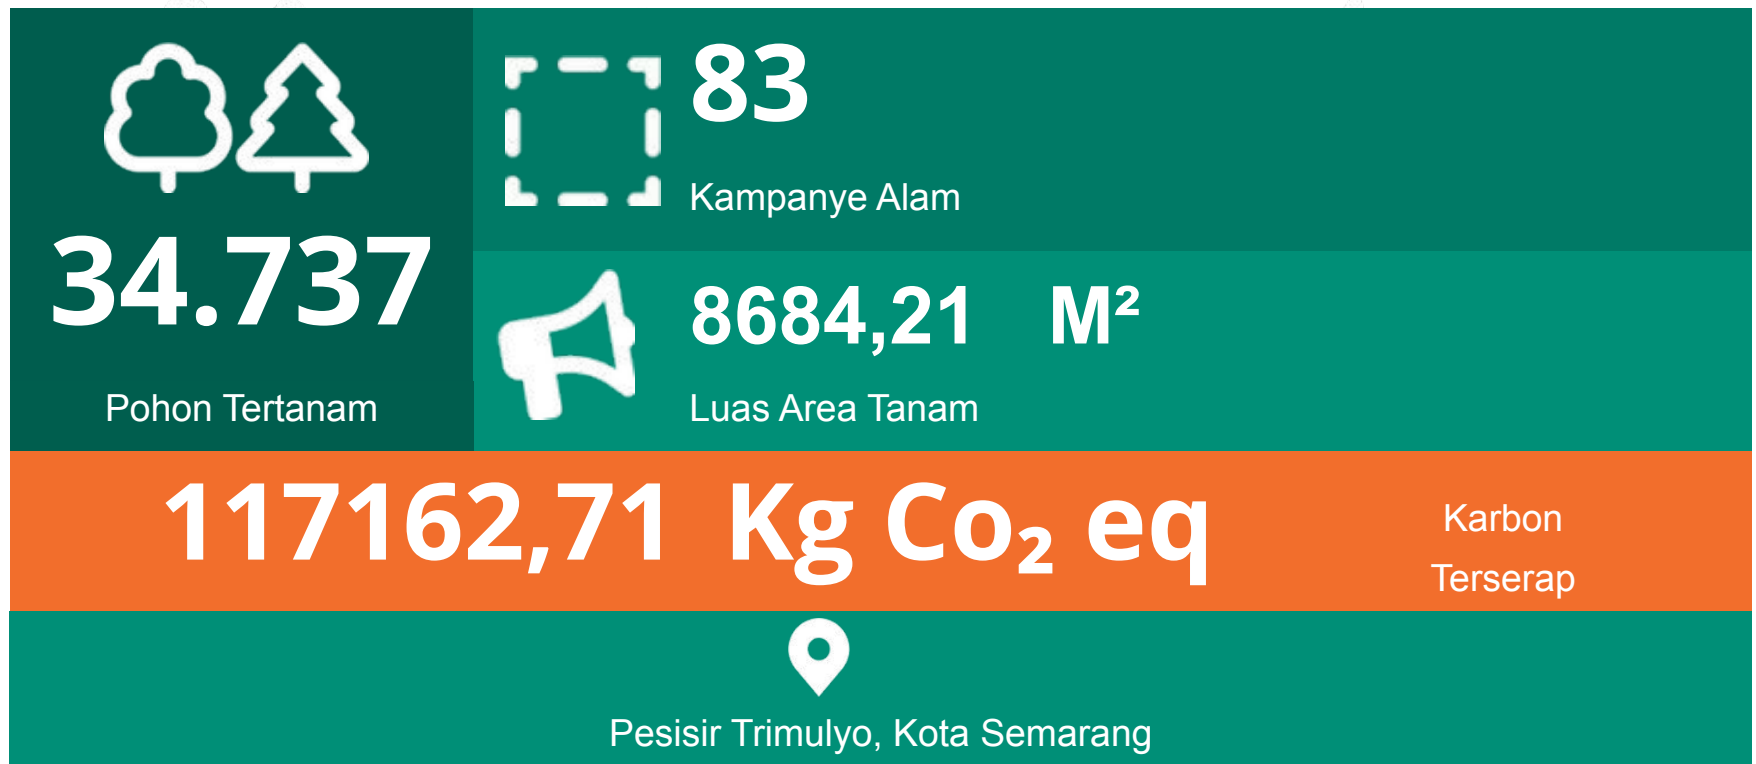 34.737
Pohon Tertanam
83
Kampanye Alam
8684,21 M²
Luas Area Tanam
117162,71 Kg Co₂ eq
Karbon
Terserap
Pesisir Trimulyo, Kota Semarang